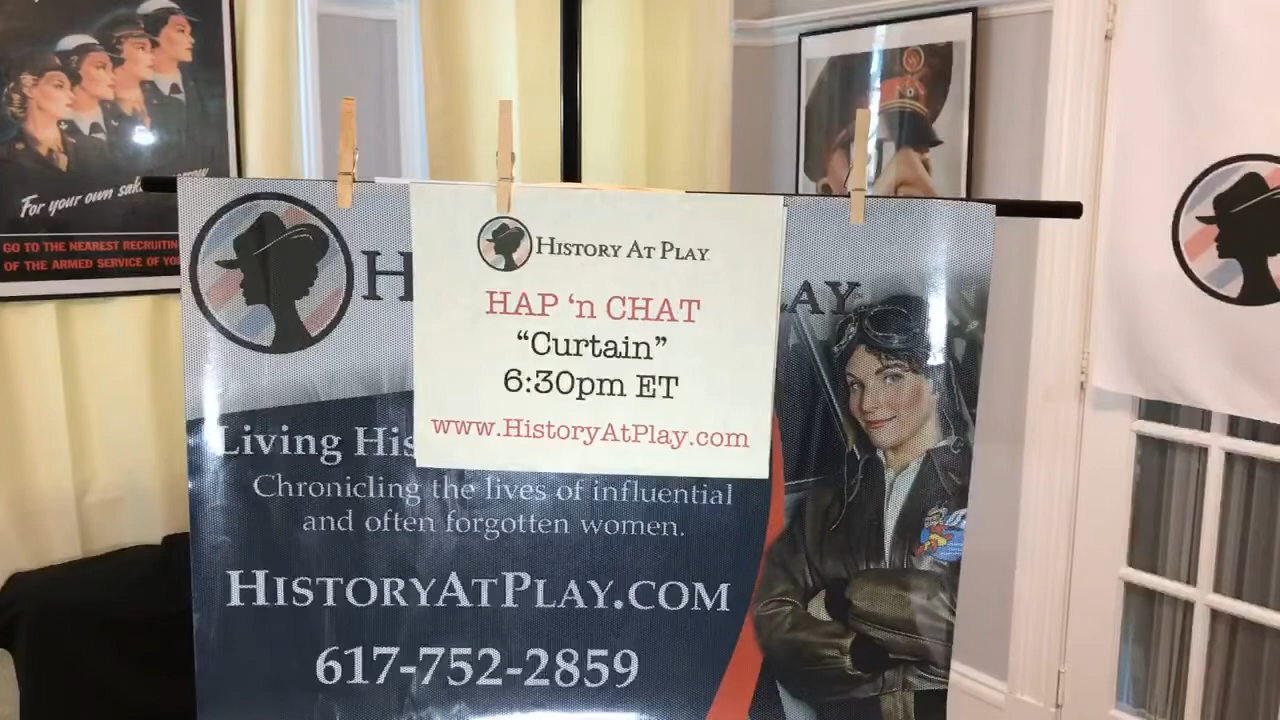 For your own sake
GO TO THE NEAREST RECRUITIN
OF THE ARMED SERVICE OF YO
HISTORY AT PLAY
HAP 'n CHAT
“Curtain”
6:30pm ET
www.HistoryAtPlay.com
H
LAY
Living His
Chronicling the lives of influential
and often forgotten women.
HISTORYATPLAY.COM
617-752-2859